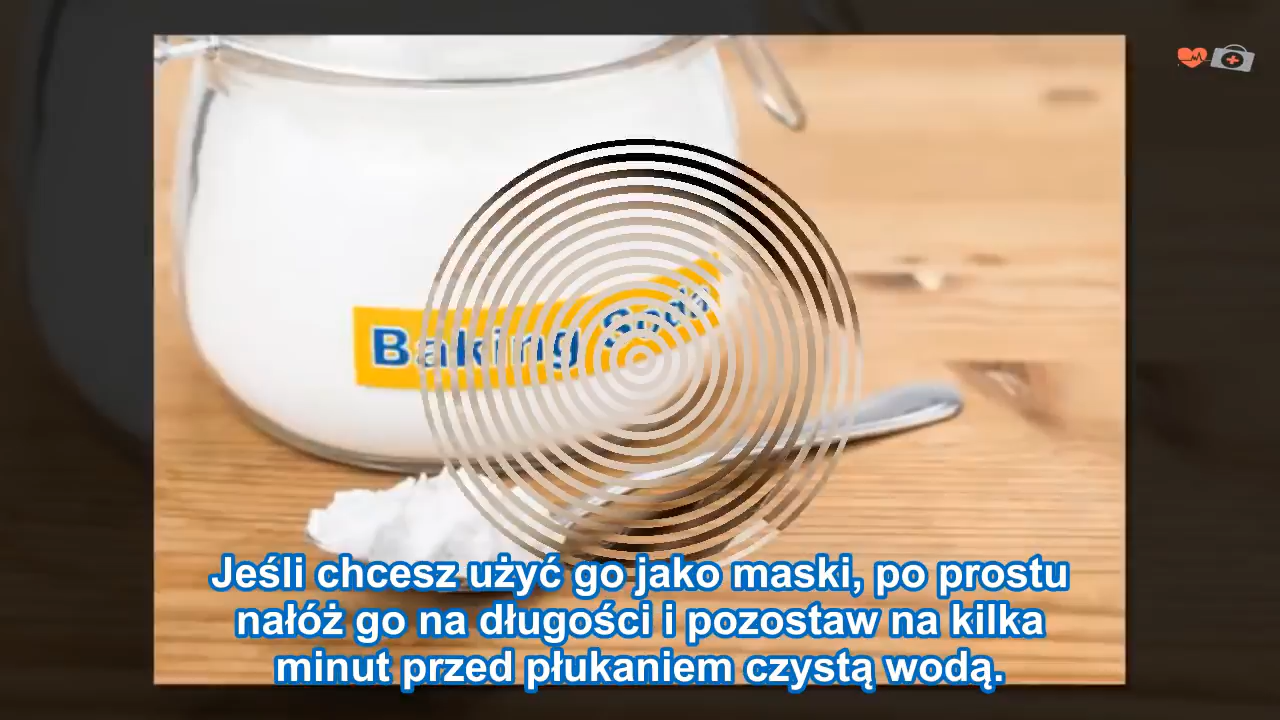 Baking Soda
Jeśli chcesz użyć go jako maski, po prostu
nałóż go na długości i pozostaw na kilka
minut przed płukaniem czystą wodą.